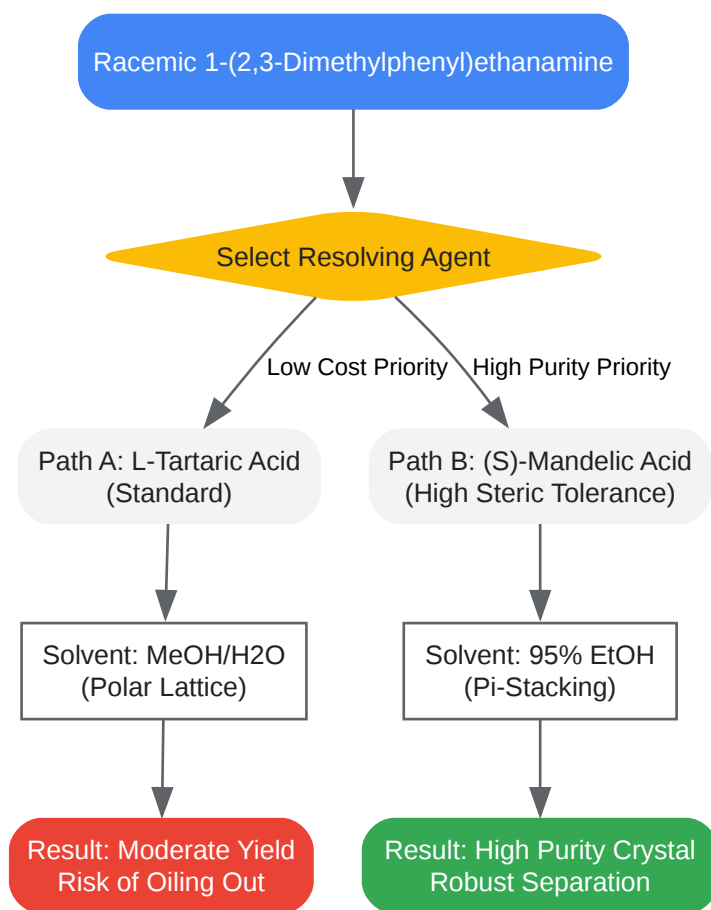 Racemic 1-(2,3-Dimethylphenyl)ethanamine
Select Resolving Agent
Low Cost Priority
High Purity Priority
Path A: L-Tartaric Acid
(Standard)
Path B: (S)-Mandelic Acid
(High Steric Tolerance)
Solvent: MeOH/H2O
(Polar Lattice)
Solvent: 95% EtOH
(Pi-Stacking)
Result: Moderate Yield
Risk of Oiling Out
Result: High Purity Crystal
Robust Separation